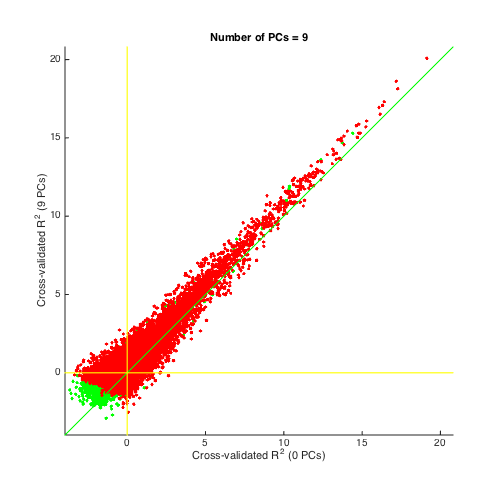 Number of PCs = 9
Cross-validated R² (9 PCs)
20
15
10
5
0
0 5 10 15 20
Cross-validated R² (0 PCs)